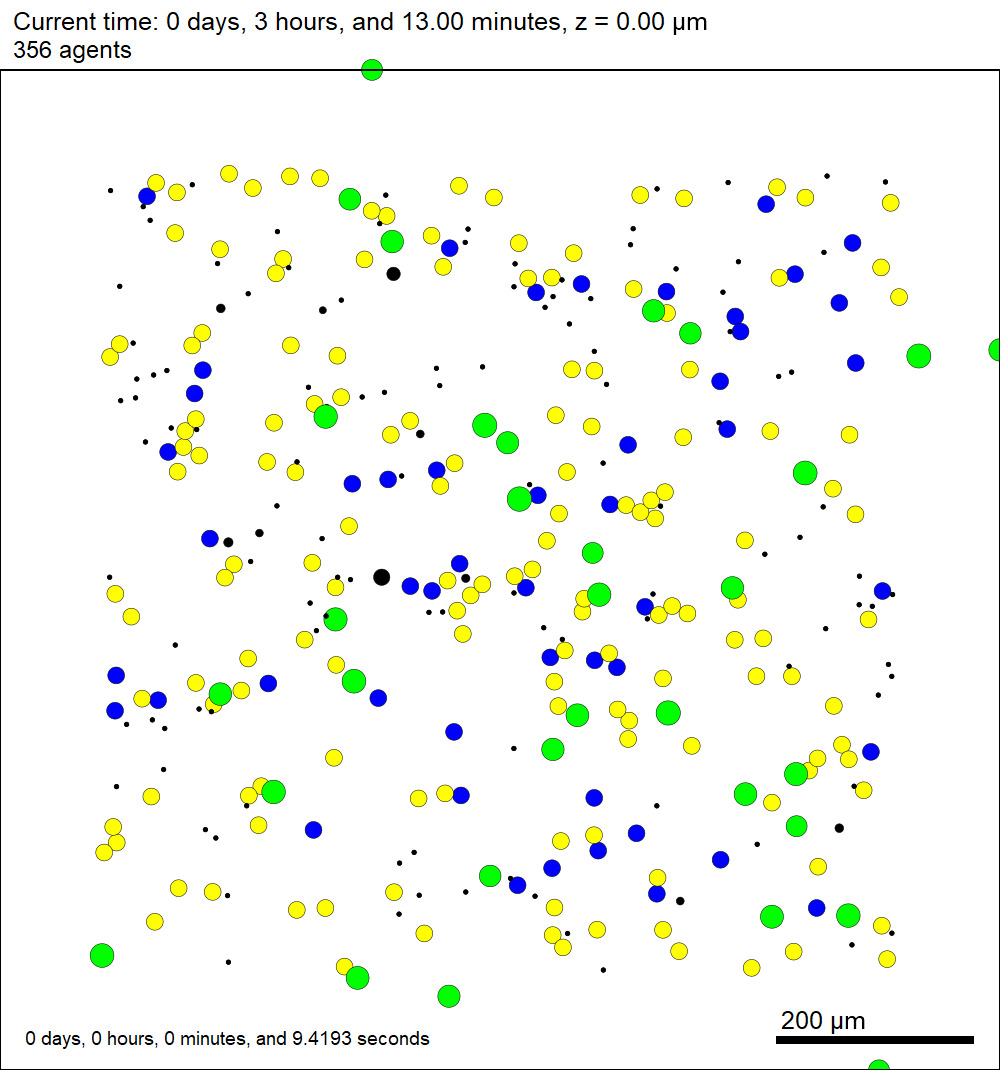 Current time: 0 days, 3 hours, and 13.00 minutes, z = 0.00 μm
356 agents
200 μm
0 days, 0 hours, 0 minutes, and 9.4193 seconds